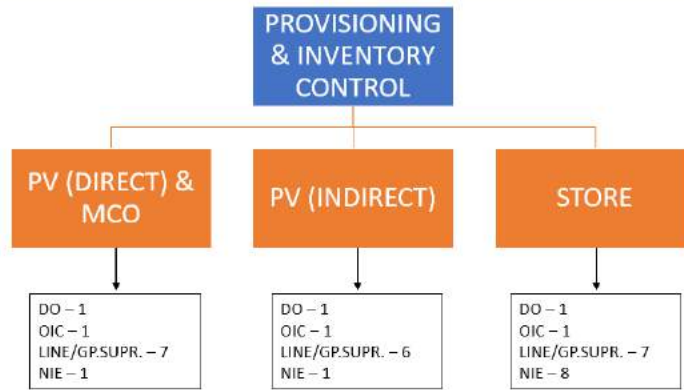 PROVISIONING
& INVENTORY
CONTROL
PV (DIRECT) &
MCO
PV (INDIRECT)
STORE
DO – 1
OIC – 1
LINE/GP.SUPR. – 7
NIE – 1
DO – 1
OIC – 1
LINE/GP.SUPR. – 6
NIE – 1
DO – 1
OIC – 1
LINE/GP.SUPR. – 7
NIE – 8